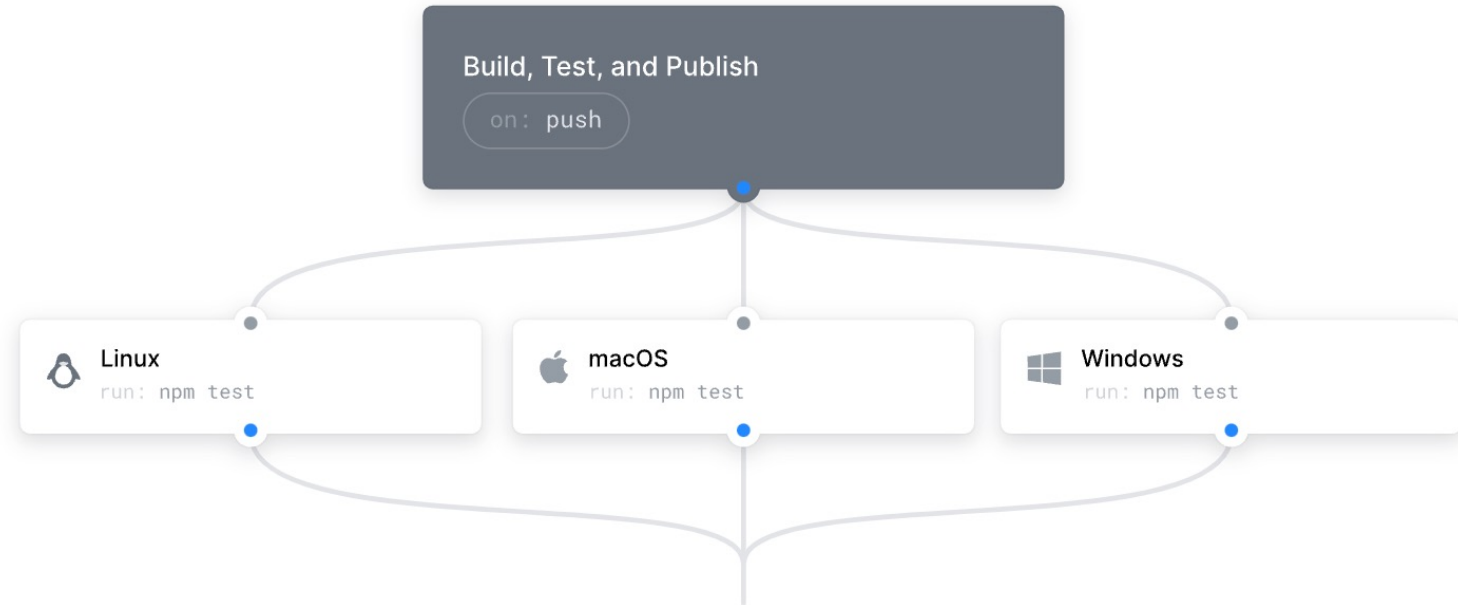 Build, Test, and Publish
on: push
Linux
run: npm test
macOS
run: npm test
Windows
run: npm test